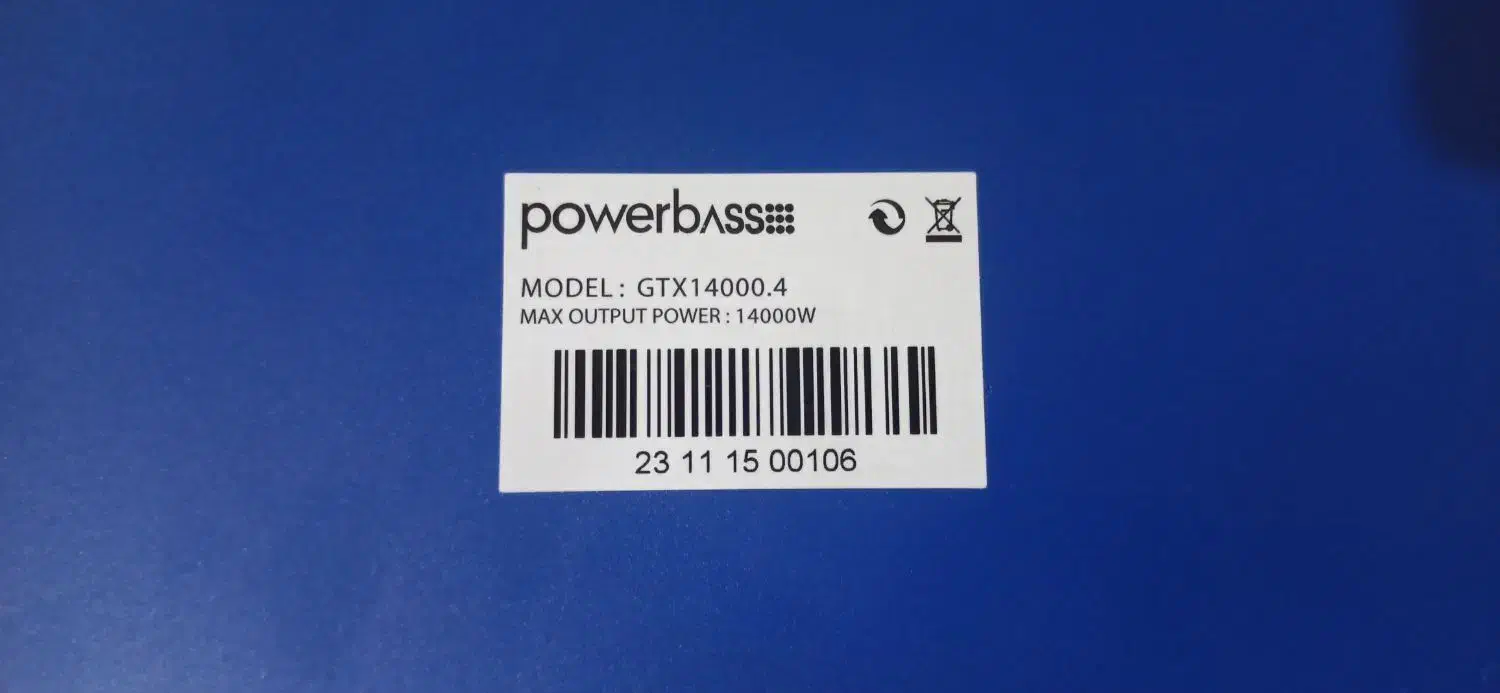 powerbass
MODEL : GTX14000.4
MAX OUTPUT POWER : 14000W
23 11 15 00106